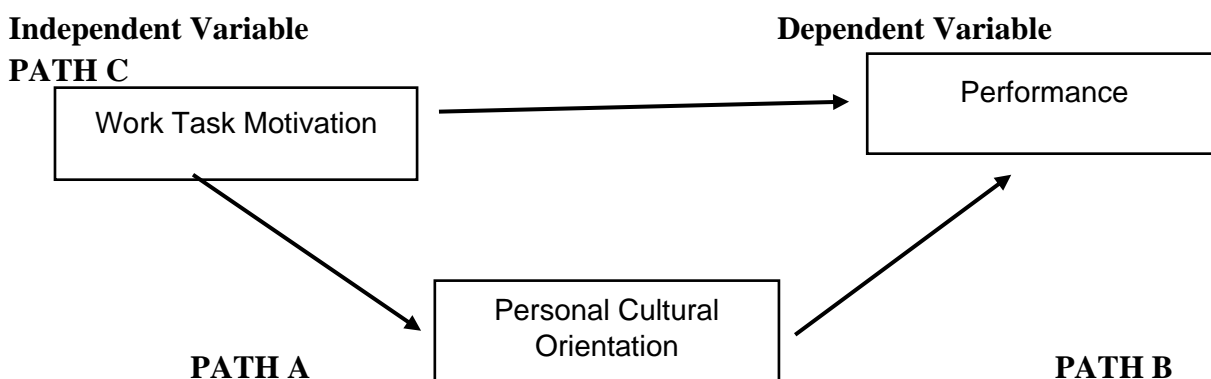 Independent Variable
Dependent Variable
PATH C
Work Task Motivation
Performance
Personal Cultural
Orientation
PATH A
PATH B